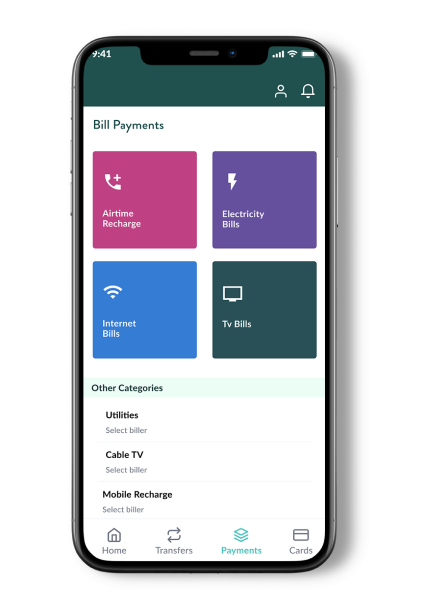 9:41
Bill Payments
Airtime
Recharge
Electricity
Bills
Internet
Bills
Tv Bills
Other Categories
Utilities
Select biller
Cable TV
Select biller
Mobile Recharge
Select biller
Home Transfers Payments Cards